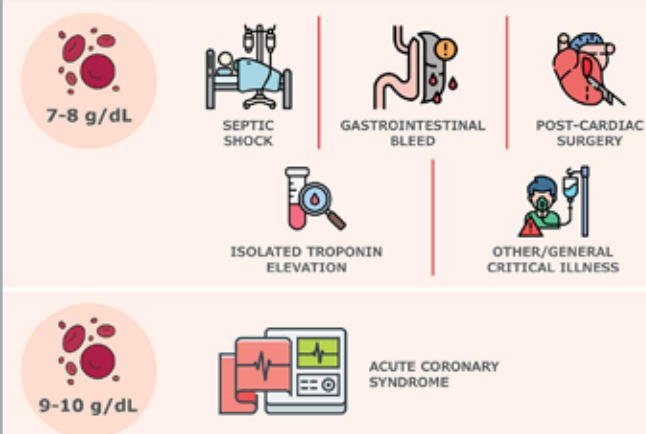 7-8 g/dL
SEPTIC
SHOCK
GASTROINTESTINAL
BLEED
POST-CARDIAC
SURGERY
ISOLATED TROPONIN
ELEVATION
OTHER/GENERAL
CRITICAL ILLNESS
9-10 g/dL
ACUTE CORONARY
SYNDROME